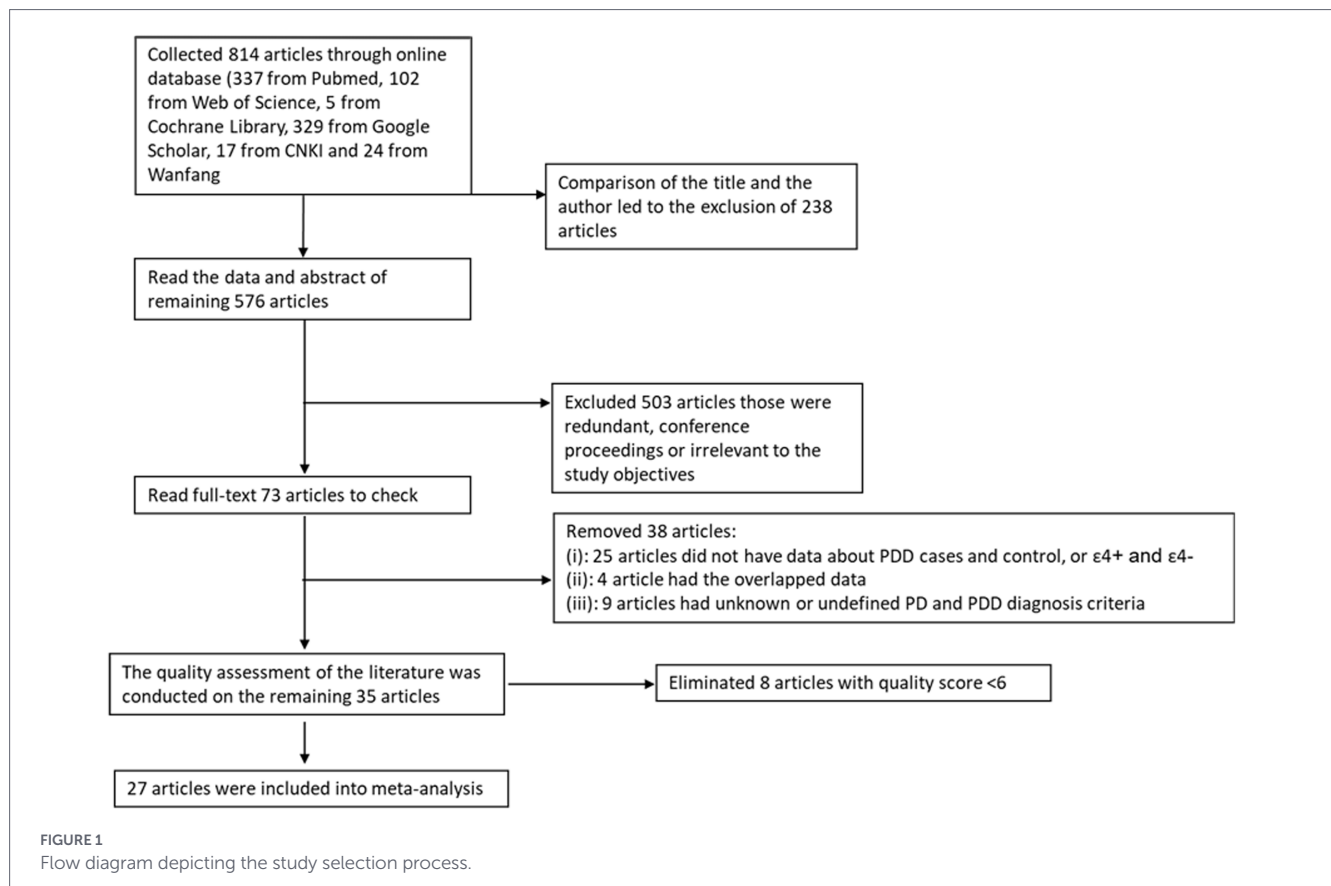 Collected 814 articles through online
database (337 from Pubmed, 102
from Web of Science, 5 from
Cochrane Library, 329 from Google
Scholar, 17 from CNKI and 24 from
Wanfang
Comparison of the title and the
author led to the exclusion of 238
articles
Read the data and abstract of
remaining 576 articles
Excluded 503 articles those were
redundant, conference
proceedings or irrelevant to the
study objectives
Read full-text 73 articles to check
Removed 38 articles:
(i): 25 articles did not have data about PDD cases and control, or ε4+ and ε4-
(ii): 4 article had the overlapped data
(iii): 9 articles had unknown or undefined PD and PDD diagnosis criteria
The quality assessment of the literature was
conducted on the remaining 35 articles
Eliminated 8 articles with quality score <6
27 articles were included into meta-analysis
FIGURE 1
Flow diagram depicting the study selection process.